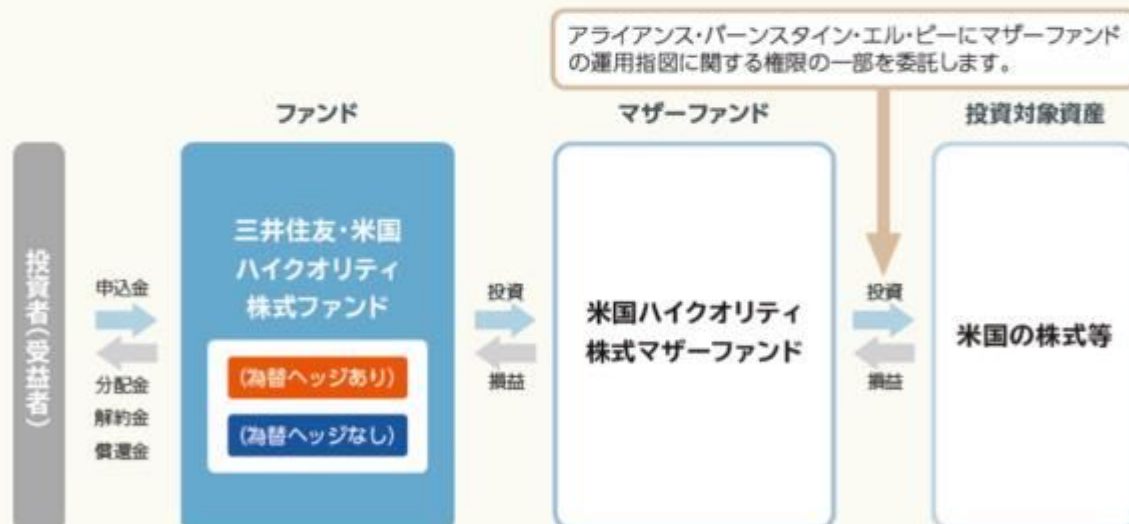 アライアンス・バーンスタイン・エル・ピーにマザーファンド
の運用指図に関する権限の一部を委託します。
ファンド
マザーファンド
投資対象資産
投資者(受益者)
申込金
分配金
解約金
償還金
三井住友・米国
ハイクオリティ
株式ファンド
(為替ヘッジあり)
(為替ヘッジなし)
投資
損益
米国ハイクオリティ
株式マザーファンド
投資
損益
米国の株式等